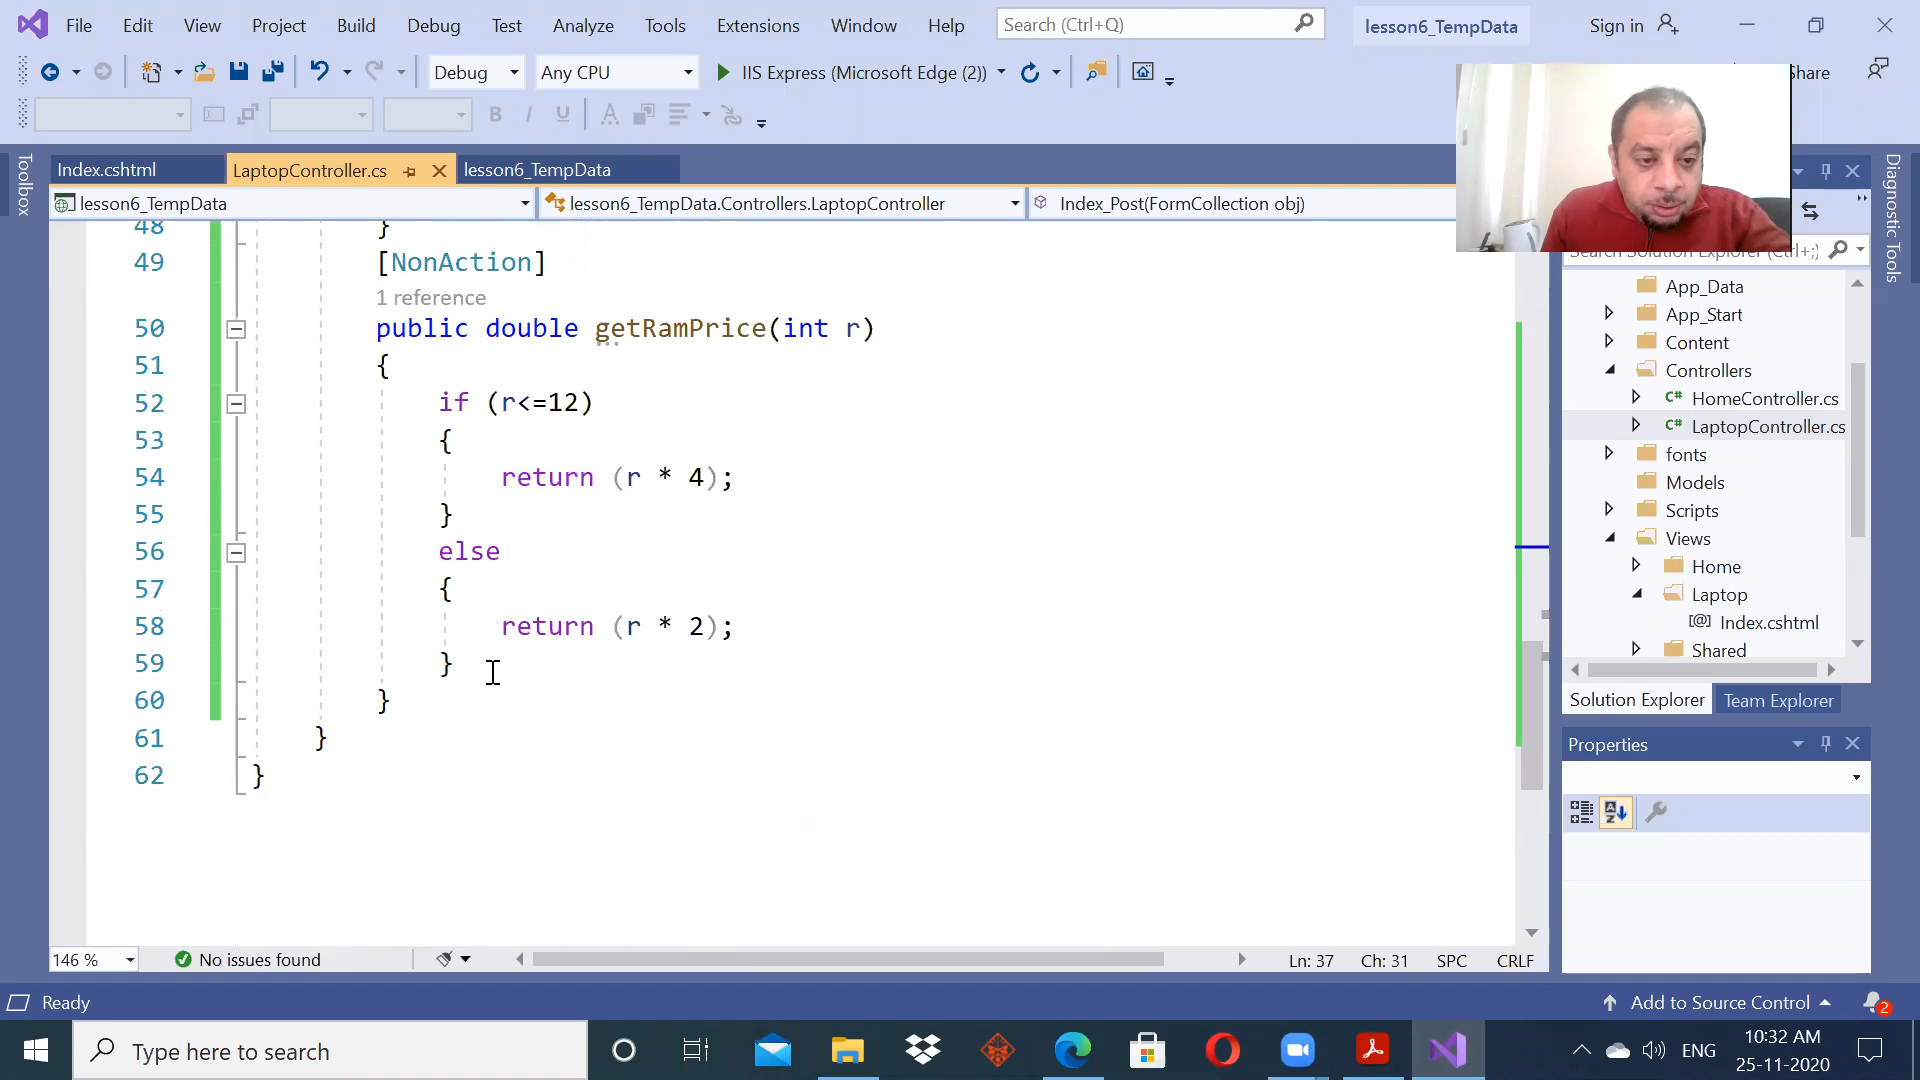 File Edit View Project Build Debug Test Analyze Tools Extensions Window Help Search (Ctrl+Q) lesson6_TempData Sign in
Debug Any CPU IIS Express (Microsoft Edge (2)) Share
Index.cshtml LaptopController.cs lesson6_TempData
lesson6_TempData lesson6_TempData.Controllers.LaptopController Index_Post(FormCollection obj)
Toolbox
Diagnostic Tools
48 }
49 [NonAction]
1 reference
50 public double getRamPrice(int r)
51 {
52 if (r<=12)
53 {
54 return (r * 4);
55 }
56 else
57 {
58 return (r * 2);
59 }
60 }
61 }
62 }
Search Solution Explorer (Ctrl+;)
App_Data
App_Start
Content
Controllers
C# HomeController.cs
C# LaptopController.cs
fonts
Models
Scripts
Views
Home
Laptop
[@] Index.cshtml
Shared
Solution Explorer Team Explorer
Properties
146 % No issues found Ln: 37 Ch: 31 SPC CRLF
Ready Add to Source Control 2
Type here to search ENG 10:32 AM
25-11-2020